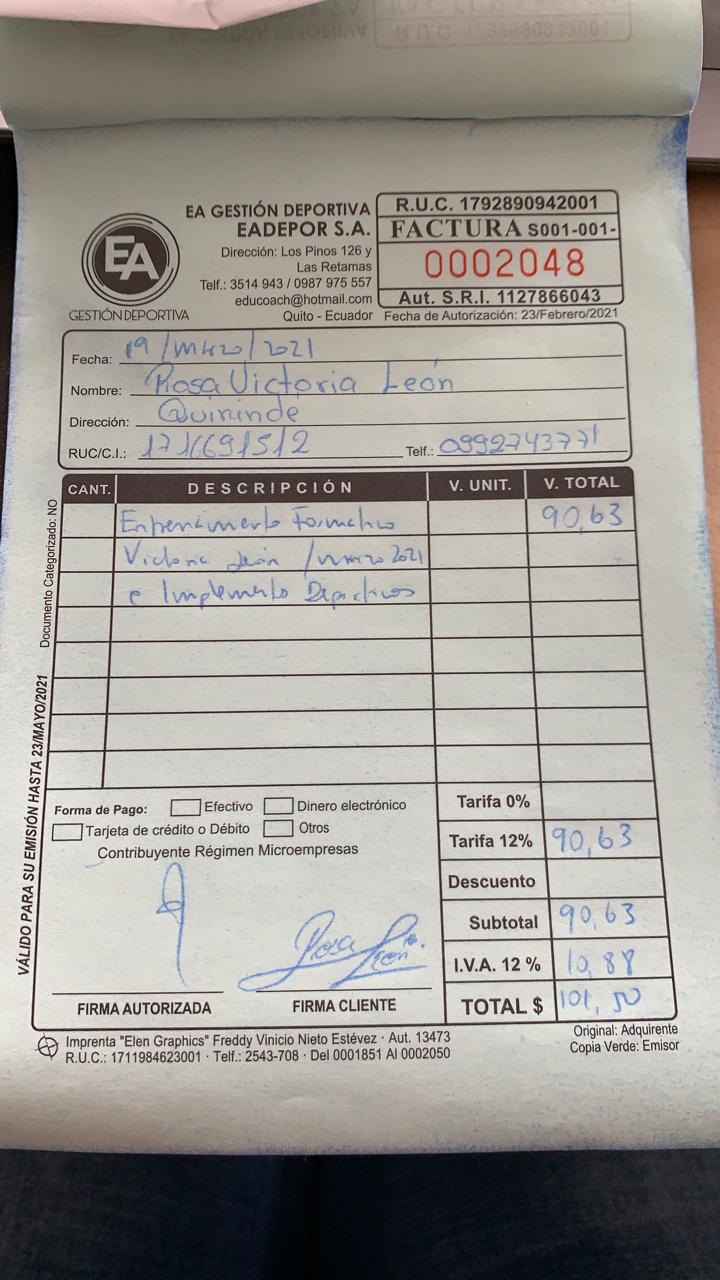 EA
GESTIÓN DEPORTIVA
EA GESTIÓN DEPORTIVA
EADEPOR S.A.
Dirección: Los Pinos 126 y
Las Retamas
Telf.: 3514 943 / 0987 975 557
educoach@hotmail.com
Quito - Ecuador
R.U.C. 1792890942001
FACTURA S001-001-
0002048
Aut. S.R.I. 1127866043
Fecha de Autorización: 23/Febrero/2021
Fecha: 19/marzo/2021
Nombre: Rosa Victoria León
Dirección:
RUC/C.I.: 1716691512 Telf.: 0992743771
CANT. DESCRIPCIÓN V. UNIT. V. TOTAL
Entrenamiento Formativo 90,63
Victoria León /marzo 2021
e Implemento Deportivos
Forma de Pago: Efectivo Dinero electrónico
Tarjeta de crédito o Débito Otros
Contribuyente Régimen Microempresas
Tarifa 0%
Tarifa 12% 90,63
Descuento
Subtotal 90,63
I.V.A. 12 % 10,88
TOTAL $ 101,50
Rosa León
FIRMA AUTORIZADA FIRMA CLIENTE
Imprenta "Elen Graphics" Freddy Vinicio Nieto Estévez · Aut. 13473
R.U.C.: 1711984623001 · Telf.: 2543-708 · Del 0001851 Al 0002050
Original: Adquirente
Copia Verde: Emisor
Documento Categorizado: NO
VÁLIDO PARA SU EMISIÓN HASTA 23/MAYO/2021